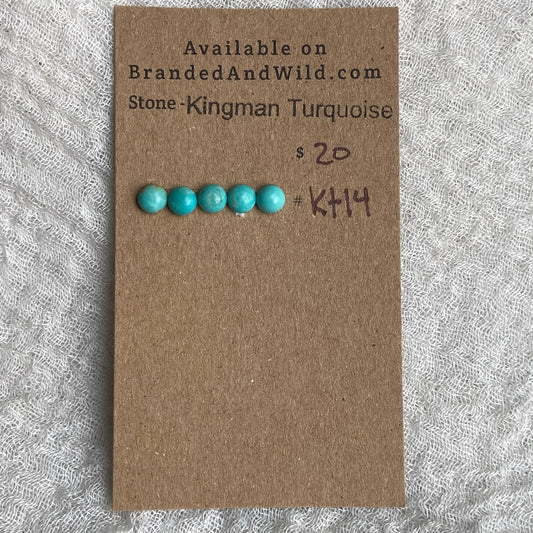 Available on
BrandedAndWild.com
Stone-Kingman Turquoise
$ 20
# KT14